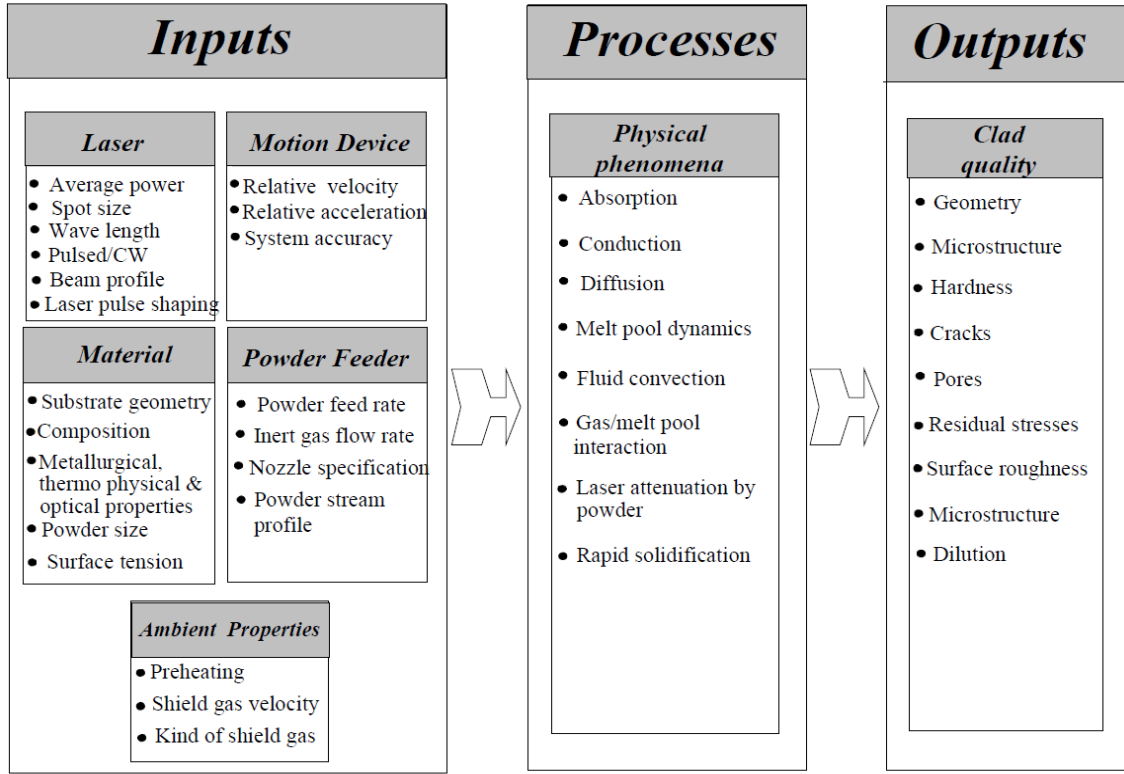 Inputs
Laser
• Average power
• Spot size
• Wave length
• Pulsed/CW
• Beam profile
• Laser pulse shaping
Motion Device
• Relative velocity
• Relative acceleration
• System accuracy
Material
• Substrate geometry
• Composition
• Metallurgical,
thermo physical &
optical properties
• Powder size
• Surface tension
Powder Feeder
• Powder feed rate
• Inert gas flow rate
• Nozzle specification
• Powder stream
profile
Ambient Properties
• Preheating
• Shield gas velocity
• Kind of shield gas
Processes
Physical
phenomena
• Absorption
• Conduction
• Diffusion
• Melt pool dynamics
• Fluid convection
• Gas/melt pool
interaction
• Laser attenuation by
powder
• Rapid solidification
Outputs
Clad
quality
• Geometry
• Microstructure
• Hardness
• Cracks
• Pores
• Residual stresses
• Surface roughness
• Microstructure
• Dilution